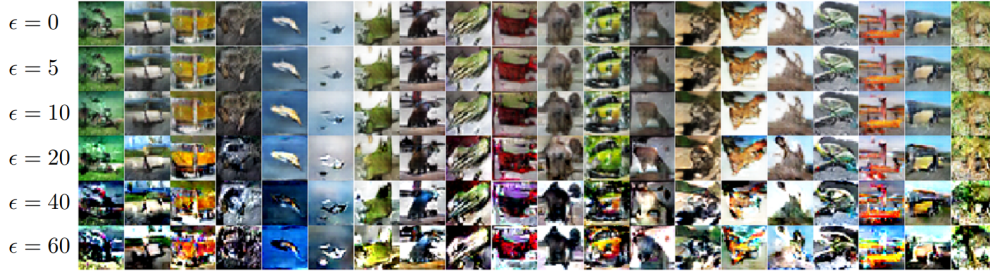 ϵ = 0
ϵ = 5
ϵ = 10
ϵ = 20
ϵ = 40
ϵ = 60